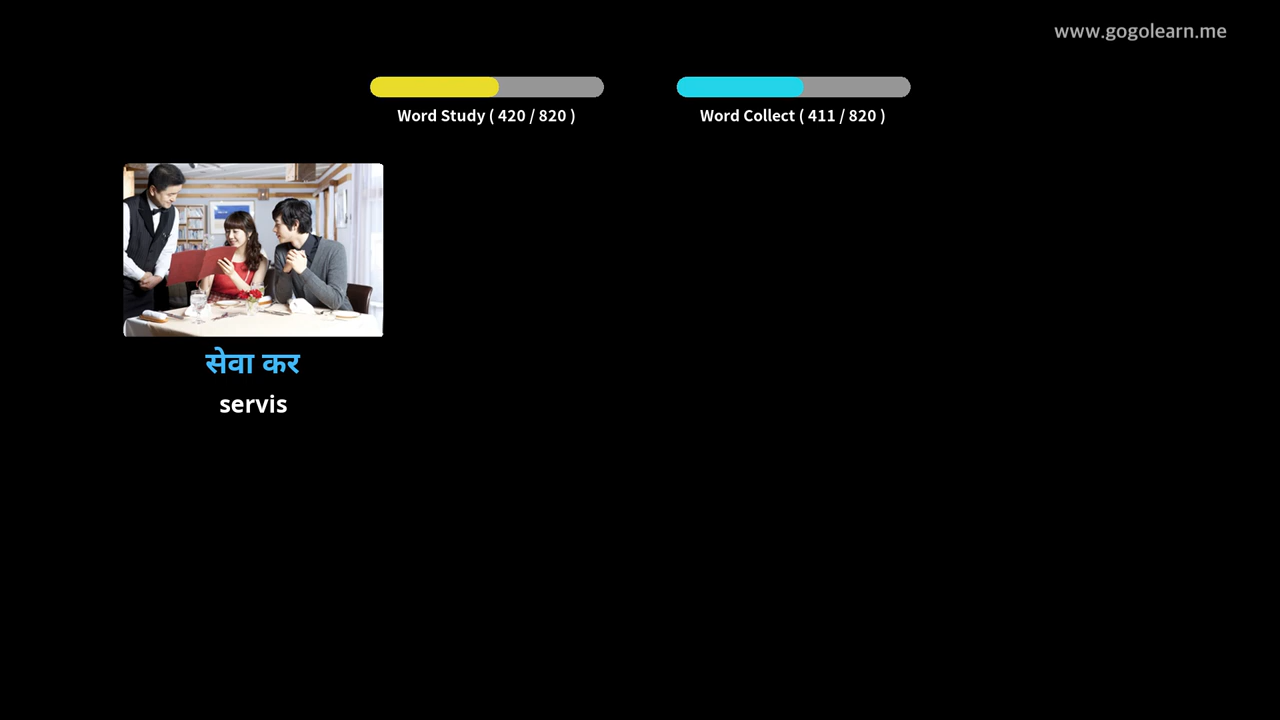 www.gogolearn.me
Word Study ( 420 / 820 )
Word Collect ( 411 / 820 )
सेवा कर
servis